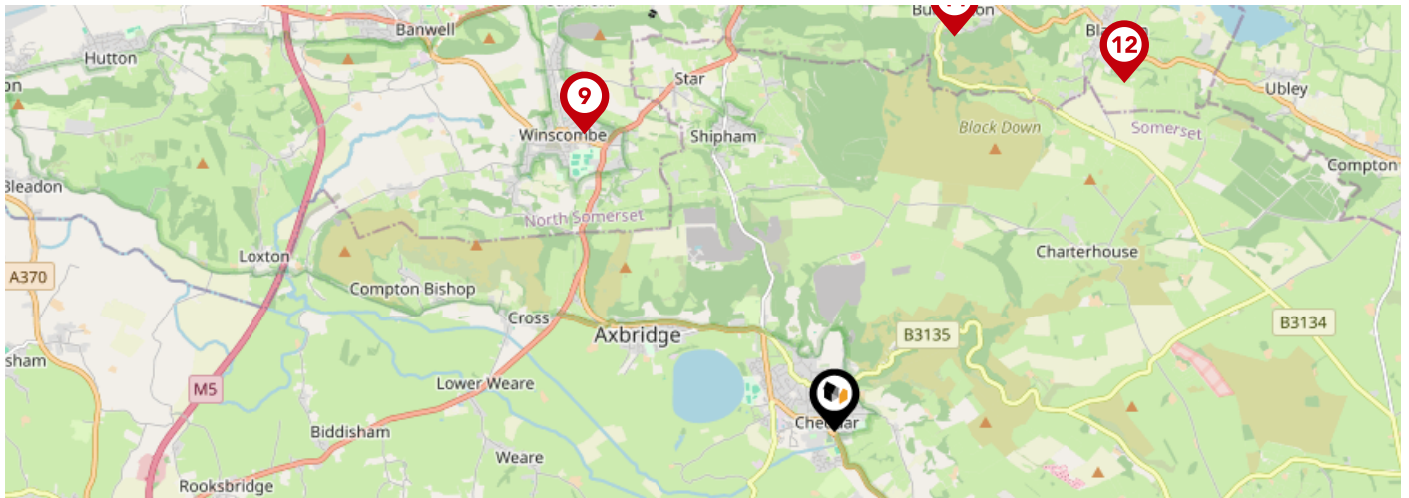 Banwell
Hutton
12
Star
Ubley
9
Winscombe
Shipham
Black Down
Somerset
Compton
Bleadon
North Somerset
Loxton
Charterhouse
A370
Compton Bishop
Cross
Axbridge
B3135
B3134
sham
M5
Lower Weare
Biddisham
Weare
Rooksbridge